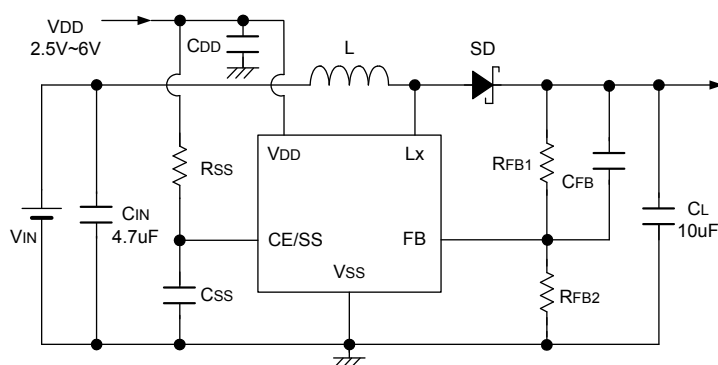 VDD
2.5V~6V
CDD
L
SD
VDD
Lx
RSS
RFB1
CFB
CIN
4.7uF
VIN
CE/SS
FB
CL
10uF
VSS
CSS
RFB2